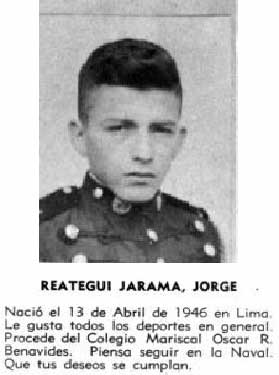 REATEGUI JARAMA, JORGE
Nació el 13 de Abril de 1946 en Lima.
Le gusta todos los deportes en general.
Procede del Colegio Mariscal Oscar R.
Benavides. Piensa seguir en la Naval.
Que tus deseos se cumplan.